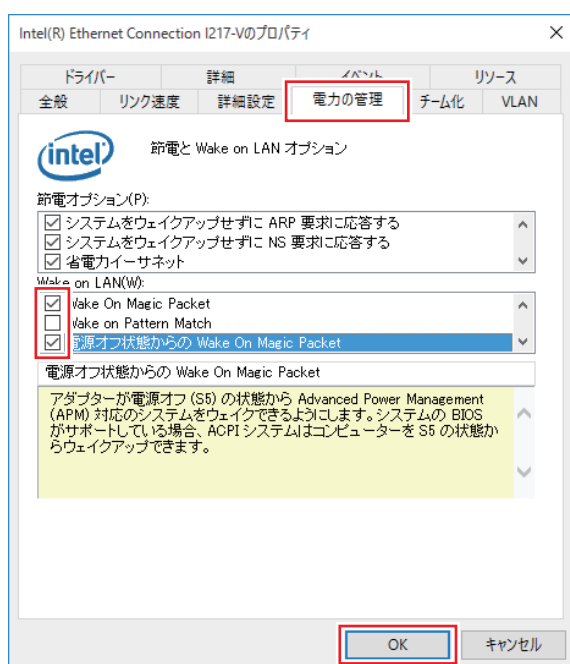 Intel(R) Ethernet Connection I217-Vのプロパティ
ドライバー 詳細 イベント リソース
全般 リンク速度 詳細設定 電力の管理 チーム化 VLAN
intel 節電と Wake on LAN オプション
節電オプション(P):
システムをウェイクアップせずに ARP 要求に応答する
システムをウェイクアップせずに NS 要求に応答する
省電力イーサネット
Wake on LAN(W):
Wake On Magic Packet
Wake on Pattern Match
電源オフ状態からの Wake On Magic Packet
電源オフ状態からの Wake On Magic Packet
アダプターが電源オフ (S5) の状態から Advanced Power Management
(APM) 対応のシステムをウェイクできるようにします。システムの BIOS
がサポートしている場合、ACPI システムはコンピューターを S5 の状態か
らウェイクアップできます。
OK キャンセル